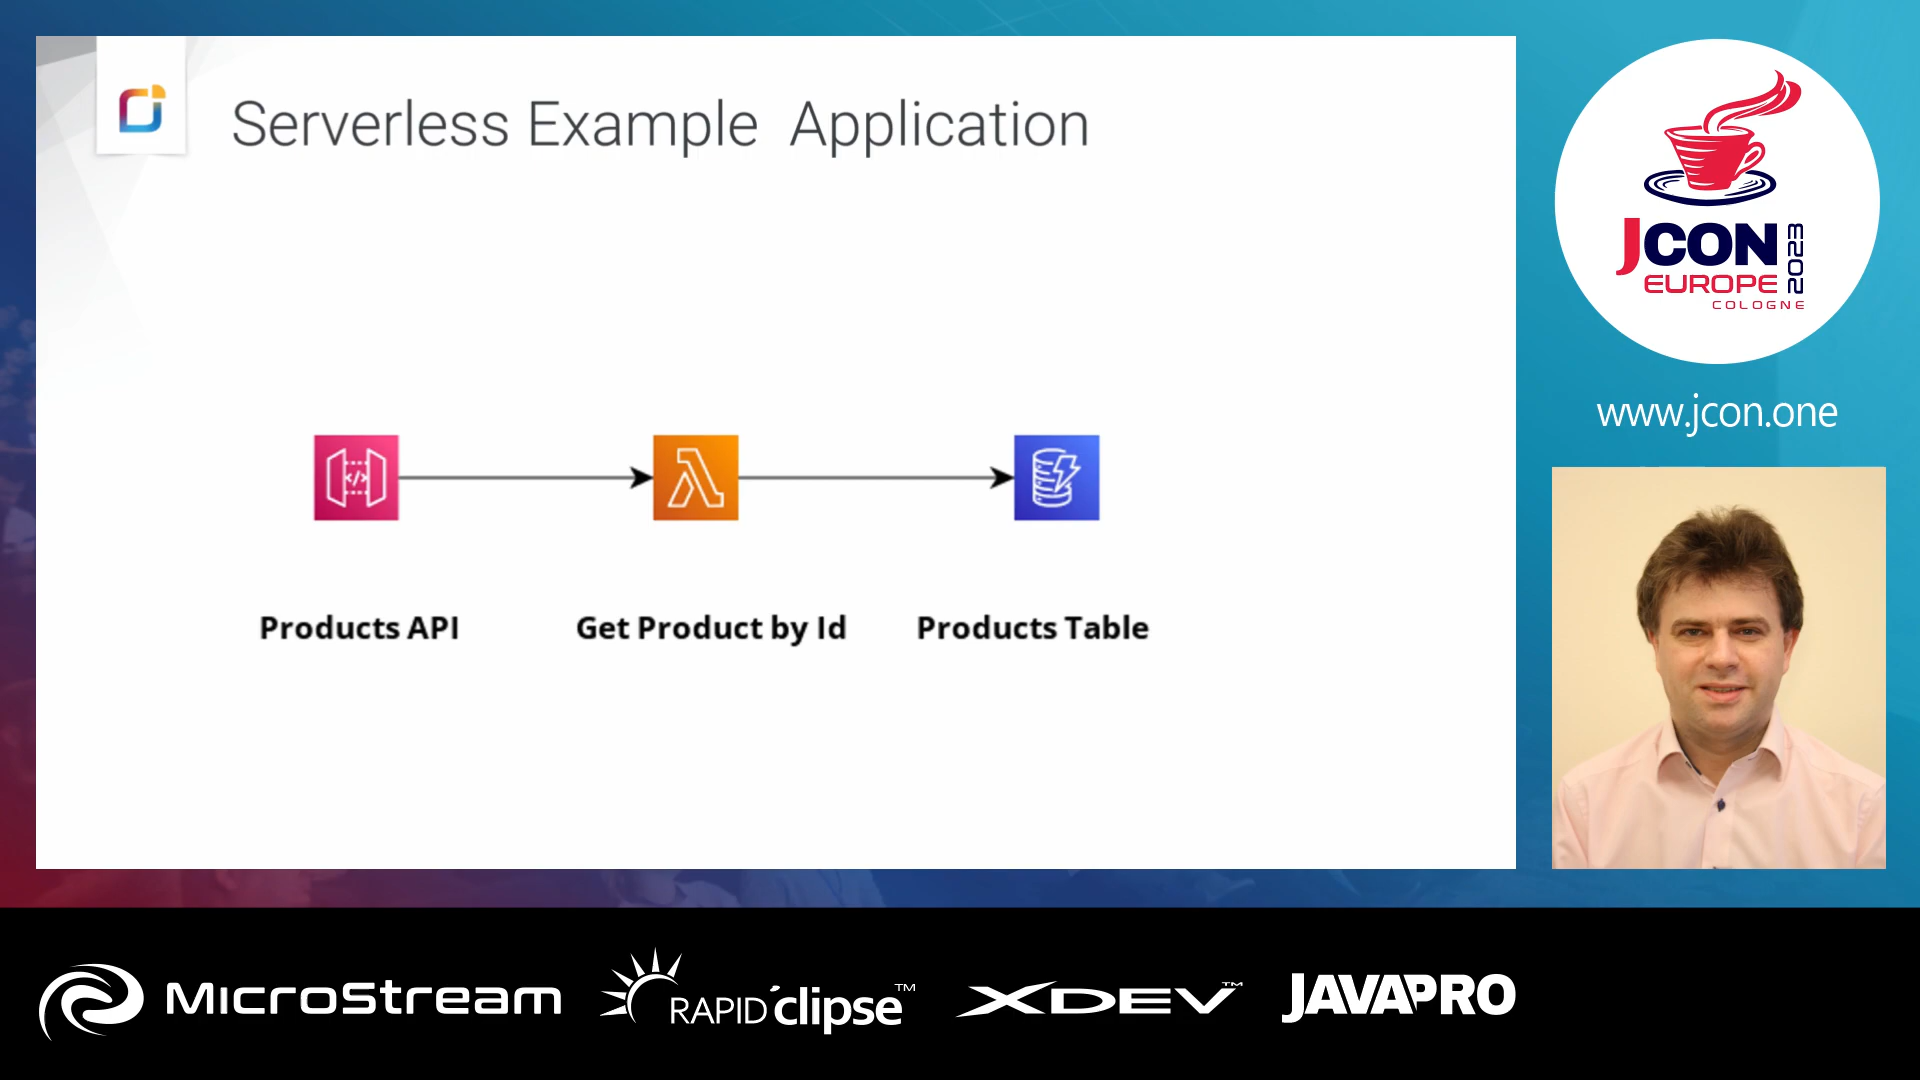 Serverless Example Application
</>
Products API
Get Product by Id
Products Table
JCON
EUROPE
2023
COLOGNE
www.jcon.one
MICROSTREAM
RAPID'clipse™
XDEV™
JAVAPRO